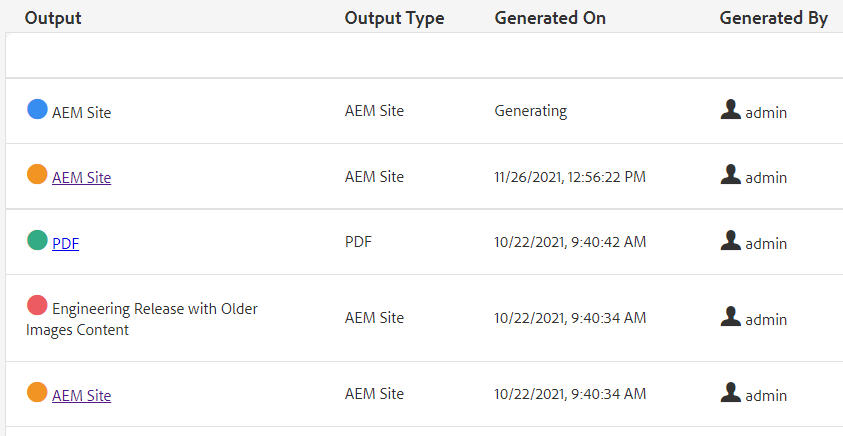 Output Output Type Generated On Generated By
AEM Site AEM Site Generating admin
AEM Site AEM Site 11/26/2021, 12:56:22 PM admin
PDF PDF 10/22/2021, 9:40:42 AM admin
Engineering Release with Older
Images Content AEM Site 10/22/2021, 9:40:34 AM admin
AEM Site AEM Site 10/22/2021, 9:40:34 AM admin